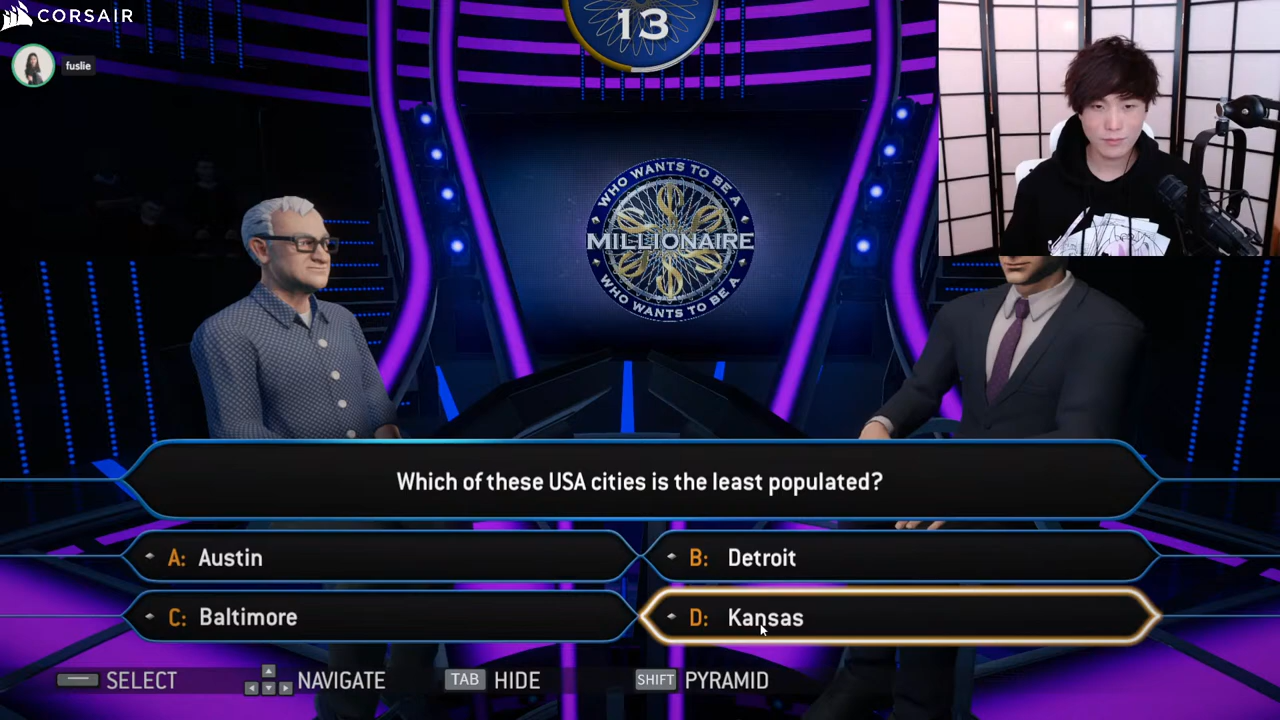 CORSAIR
fuslie
13
WHO WANTS TO BE A
MILLIONAIRE
WHO WANTS TO BE A
Which of these USA cities is the least populated?
A: Austin
B: Detroit
C: Baltimore
D: Kansas
SELECT
NAVIGATE
TAB HIDE
SHIFT PYRAMID